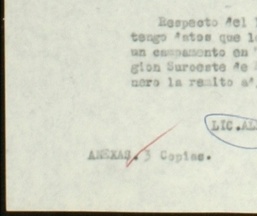 Respecto del
tengo datos que
un campamento en
gion Suroeste de
nero la remito a
LIC. AL
ANEXAS. 3 Copias.